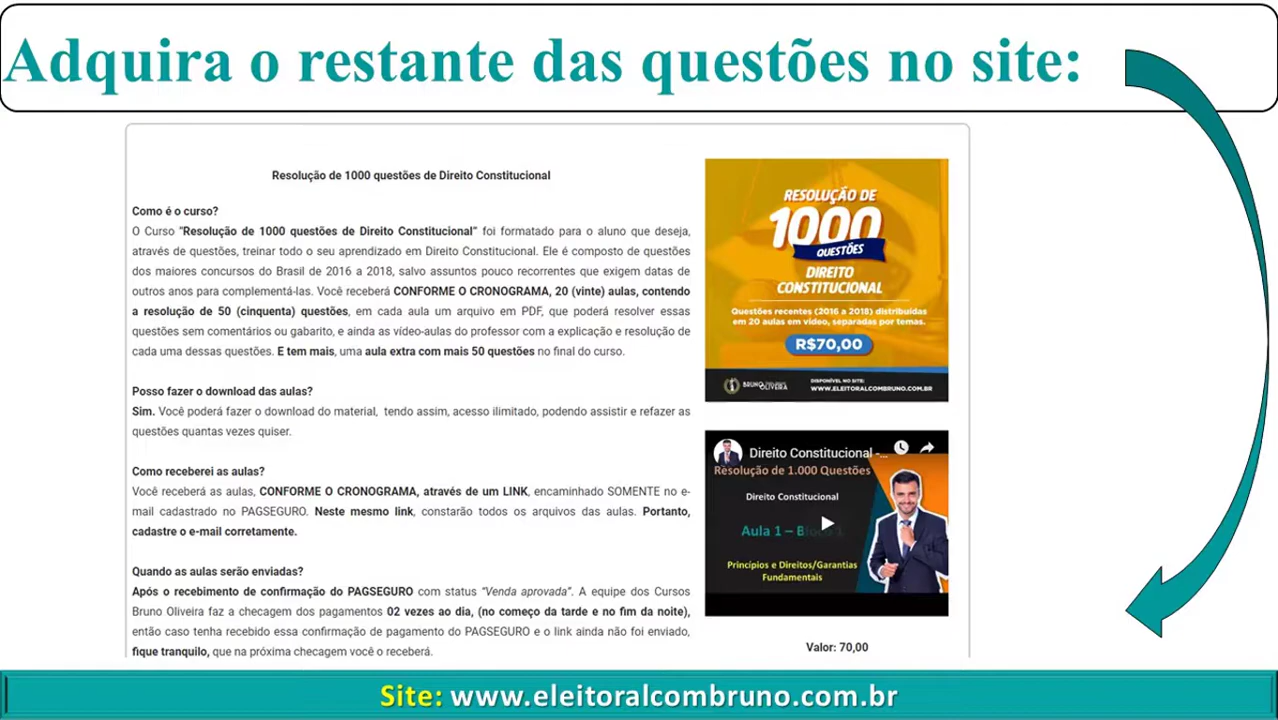 Adquira o restante das questões no site:
Resolução de 1000 questões de Direito Constitucional
Como é o curso?
O Curso "Resolução de 1000 questões de Direito Constitucional" foi formatado para o aluno que deseja,
através de questões, treinar todo o seu aprendizado em Direito Constitucional. Ele é composto de questões
dos maiores concursos do Brasil de 2016 a 2018, salvo assuntos pouco recorrentes que exigem datas de
outros anos para complementá-las. Você receberá CONFORME O CRONOGRAMA, 20 (vinte) aulas, contendo
a resolução de 50 (cinquenta) questões, em cada aula um arquivo em PDF, que poderá resolver essas
questões sem comentários ou gabarito, e ainda as vídeo-aulas do professor com a explicação e resolução de
cada uma dessas questões. E tem mais, uma aula extra com mais 50 questões no final do curso.
Posso fazer o download das aulas?
Sim. Você poderá fazer o download do material, tendo assim, acesso ilimitado, podendo assistir e refazer as
questões quantas vezes quiser.
Como receberei as aulas?
Você receberá as aulas, CONFORME O CRONOGRAMA, através de um LINK, encaminhado SOMENTE no e-
mail cadastrado no PAGSEGURO. Neste mesmo link, constarão todos os arquivos das aulas. Portanto,
cadastre o e-mail corretamente.
Quando as aulas serão enviadas?
Após o recebimento de confirmação do PAGSEGURO com status "Venda aprovada". A equipe dos Cursos
Bruno Oliveira faz a checagem dos pagamentos 02 vezes ao dia, (no começo da tarde e no fim da noite),
então caso tenha recebido essa confirmação de pagamento do PAGSEGURO e o link ainda não foi enviado,
fique tranquilo, que na próxima checagem você o receberá.
RESOLUÇÃO DE
1000
QUESTÕES
DIREITO
CONSTITUCIONAL
Questões recentes (2016 a 2018) distribuídas
em 20 aulas em vídeo, separadas por temas.
R$70,00
BRUNO
OLIVEIRA
DISPONÍVEL NO SITE:
WWW.ELEITORALCOMBRUNO.COM.BR
Direito Constitucional -...
Resolução de 1.000 Questões
Direito Constitucional
Aula 1 – Bloco 1
Princípios e Direitos/Garantias
Fundamentais
Valor: 70,00
Site: www.eleitoralcombruno.com.br